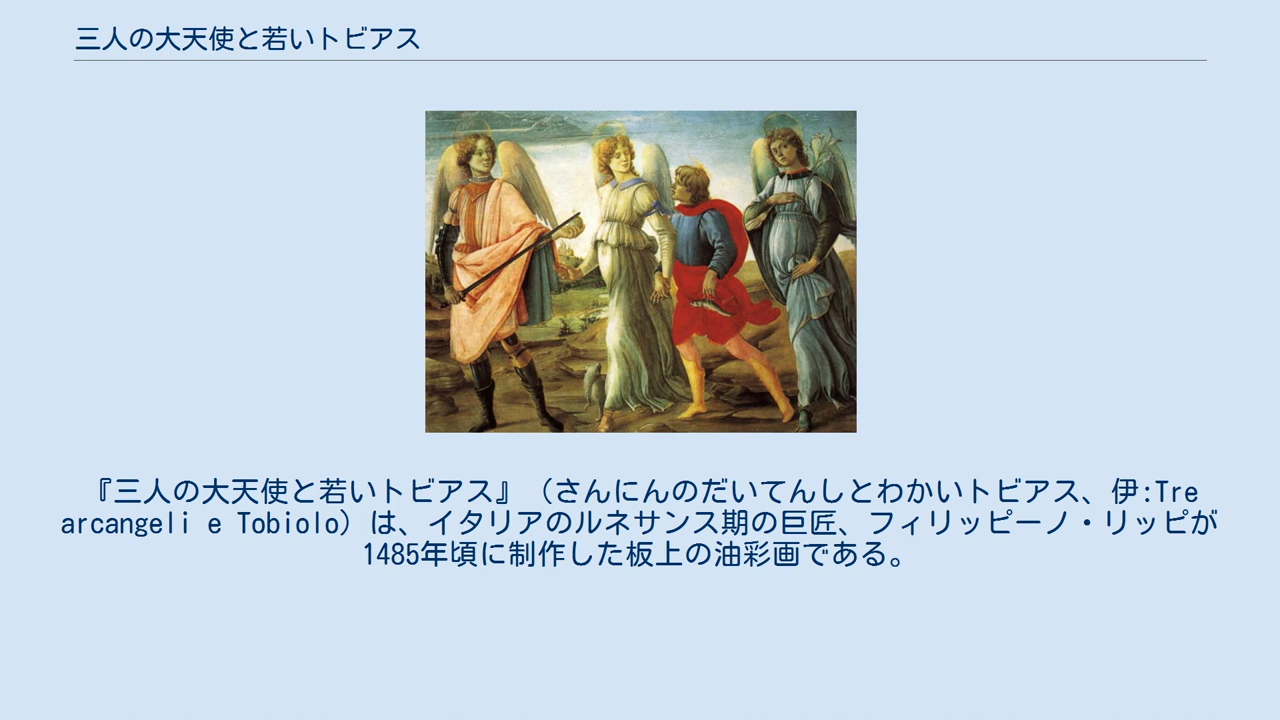 三人の大天使と若いトビアス
『三人の大天使と若いトビアス』（さんにんのだいてんしとわかいトビアス、伊:Tre
arcangeli e Tobiolo）は、イタリアのルネサンス期の巨匠、フィリッピーノ・リッピが
1485年頃に制作した板上の油彩画である。